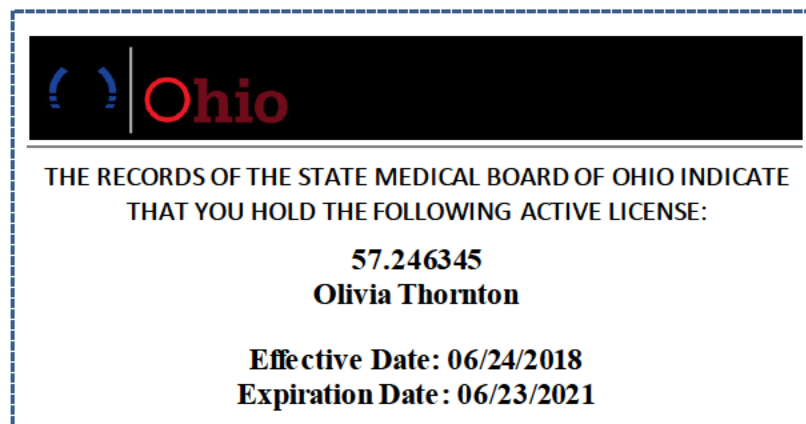 Ohio
THE RECORDS OF THE STATE MEDICAL BOARD OF OHIO INDICATE
THAT YOU HOLD THE FOLLOWING ACTIVE LICENSE:
57.246345
Olivia Thornton
Effective Date: 06/24/2018
Expiration Date: 06/23/2021